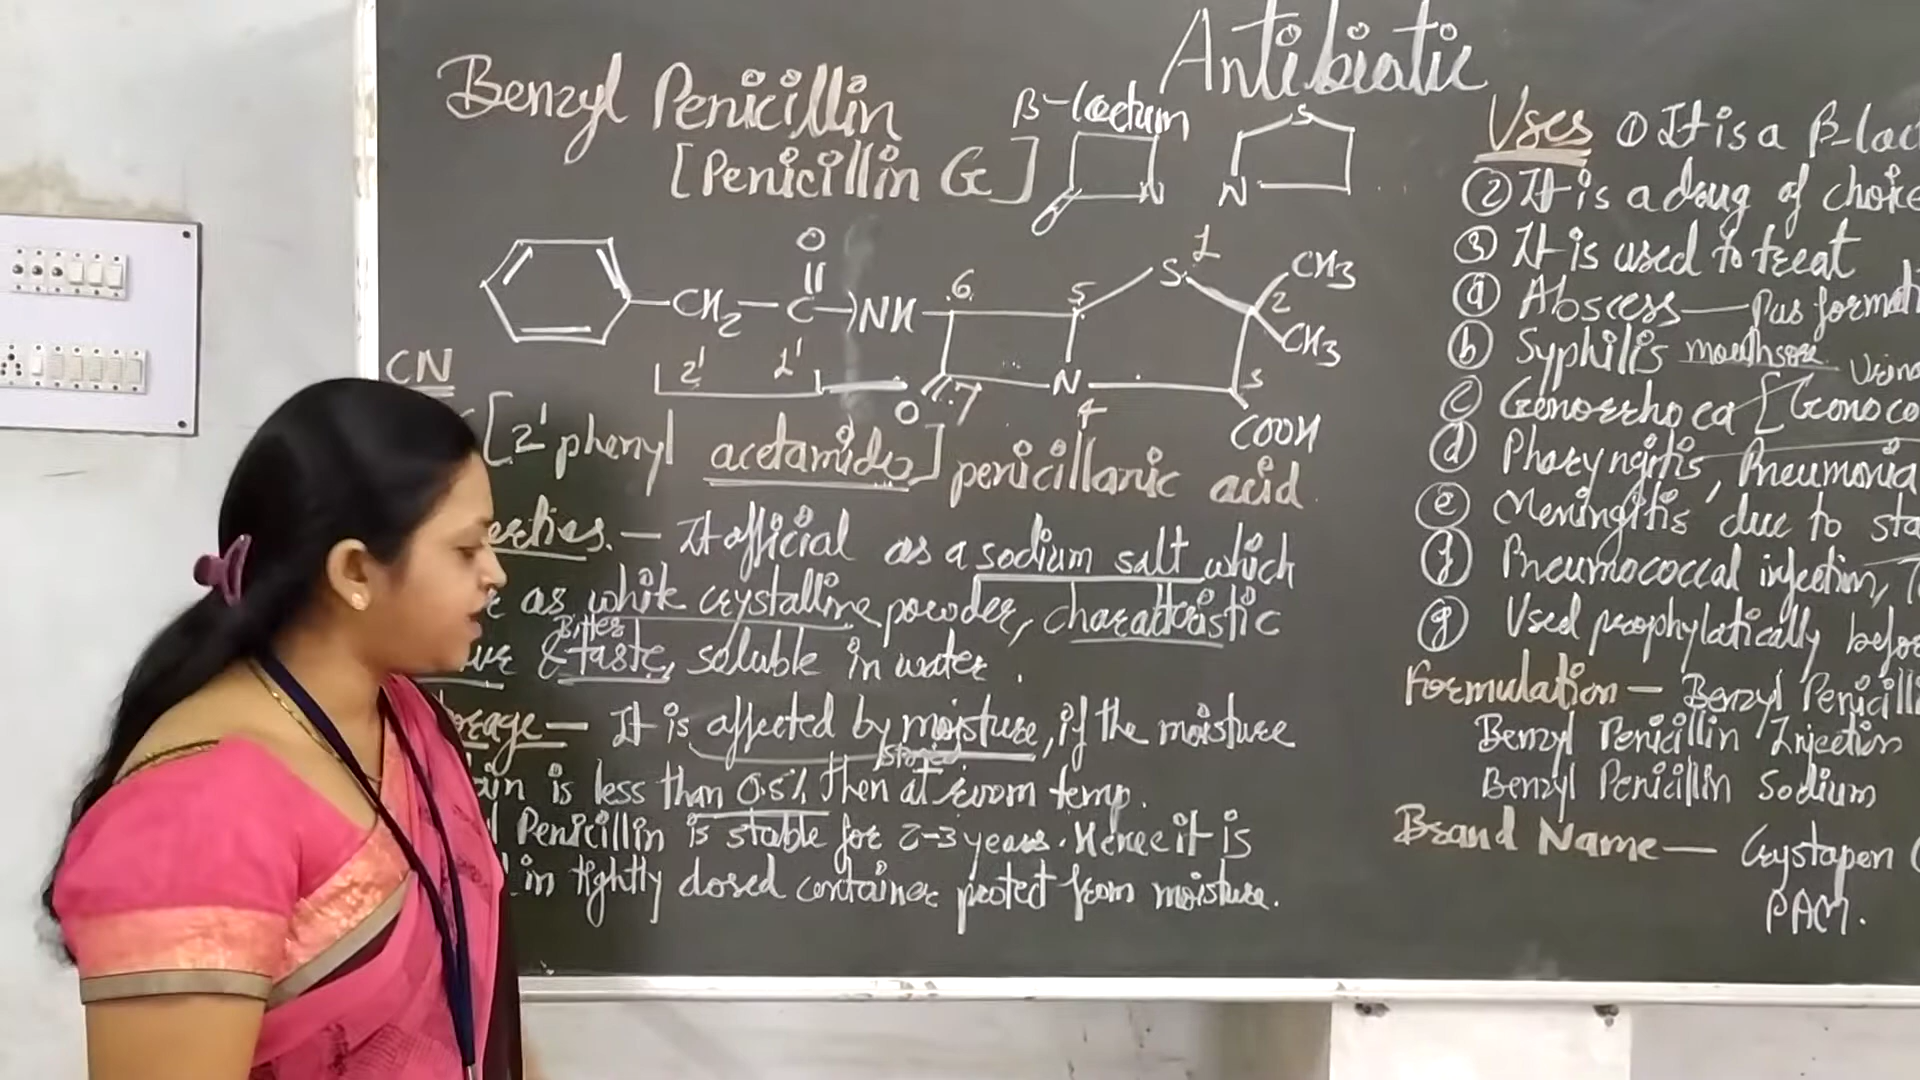 Antibiotic
Benzyl Penicillin
[Penicillin G]
B-lactum
N
S
N
O
CH2 C NH 6 5 S 1 2 CH3
CH3
2' 1' O 7 N 4 3
COOH
CN
[2' phenyl acetamido] penicillanic acid
It official as a sodium salt which
as white crystalline powder, charactteristic
Bitter
& taste, soluble in water.
It is affected by moisture, if the moisture
stored
is less than 0.5% then at room temp.
Penicillin is stable for 2-3 years. Hence it is
in tightly closed container protect from moisture.
Uses ① It is a B-lac
② It is a drug of choice
③ It is used to treat
ⓐ Abscess — Pus formati
ⓑ Syphilis mouthsore
ⓒ Gonorrhoea [Gonoco
ⓓ Pharyngitis, Pneumonia
ⓔ Meningitis due to sta
ⓕ Pneumococcal infection,
ⓖ Used prophylatically befor
Formulation — Benzyl Penicilli
Benzyl Penicillin Injection
Benzyl Penicillin Sodium
Brand Name — Crystapen (
PAM.